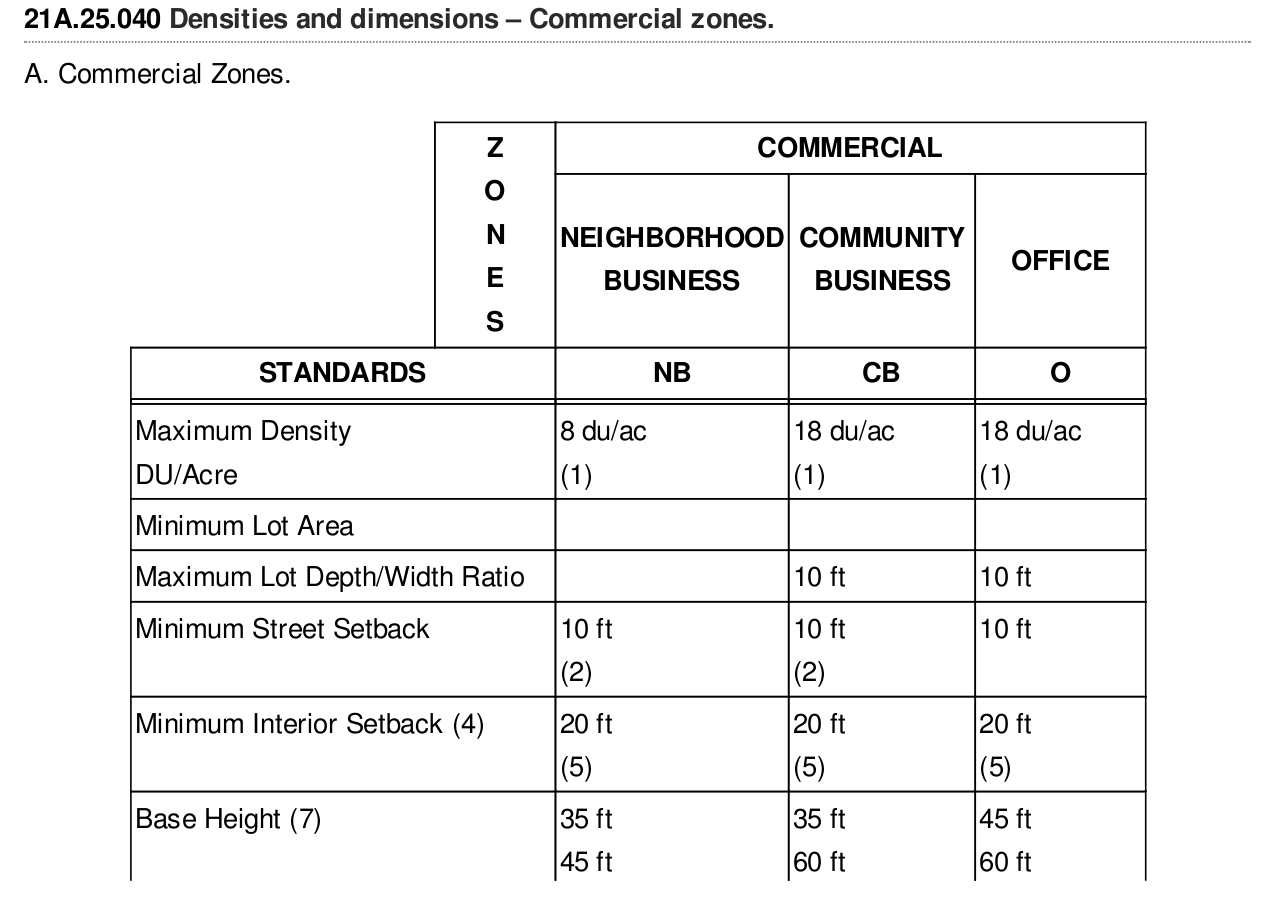 21A.25.040 Densities and dimensions – Commercial zones.
A. Commercial Zones.
Z
O
N
E
S
COMMERCIAL
NEIGHBORHOOD
BUSINESS
COMMUNITY
BUSINESS
OFFICE
STANDARDS NB CB O
Maximum Density 8 du/ac 18 du/ac 18 du/ac
DU/Acre (1) (1) (1)
Minimum Lot Area
Maximum Lot Depth/Width Ratio 10 ft 10 ft
Minimum Street Setback 10 ft 10 ft 10 ft
(2) (2)
Minimum Interior Setback (4) 20 ft 20 ft 20 ft
(5) (5) (5)
Base Height (7) 35 ft 35 ft 45 ft
45 ft 60 ft 60 ft